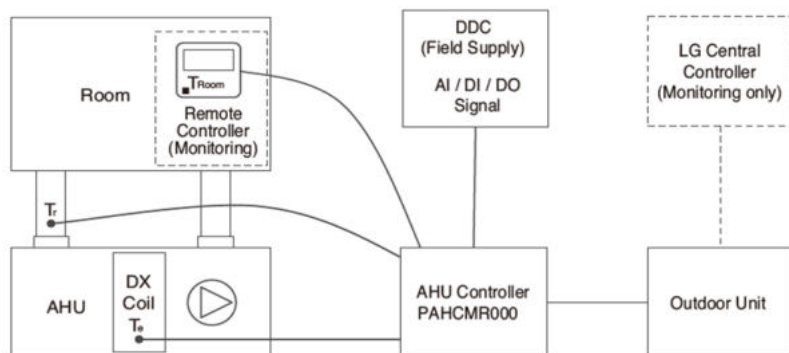 Room
TRoom
Remote
Controller
(Monitoring)
DDC
(Field Supply)
AI / DI / DO
Signal
LG Central
Controller
(Monitoring only)
Tr
AHU
DX
Coil
Te
AHU Controller
PAHCMR000
Outdoor Unit